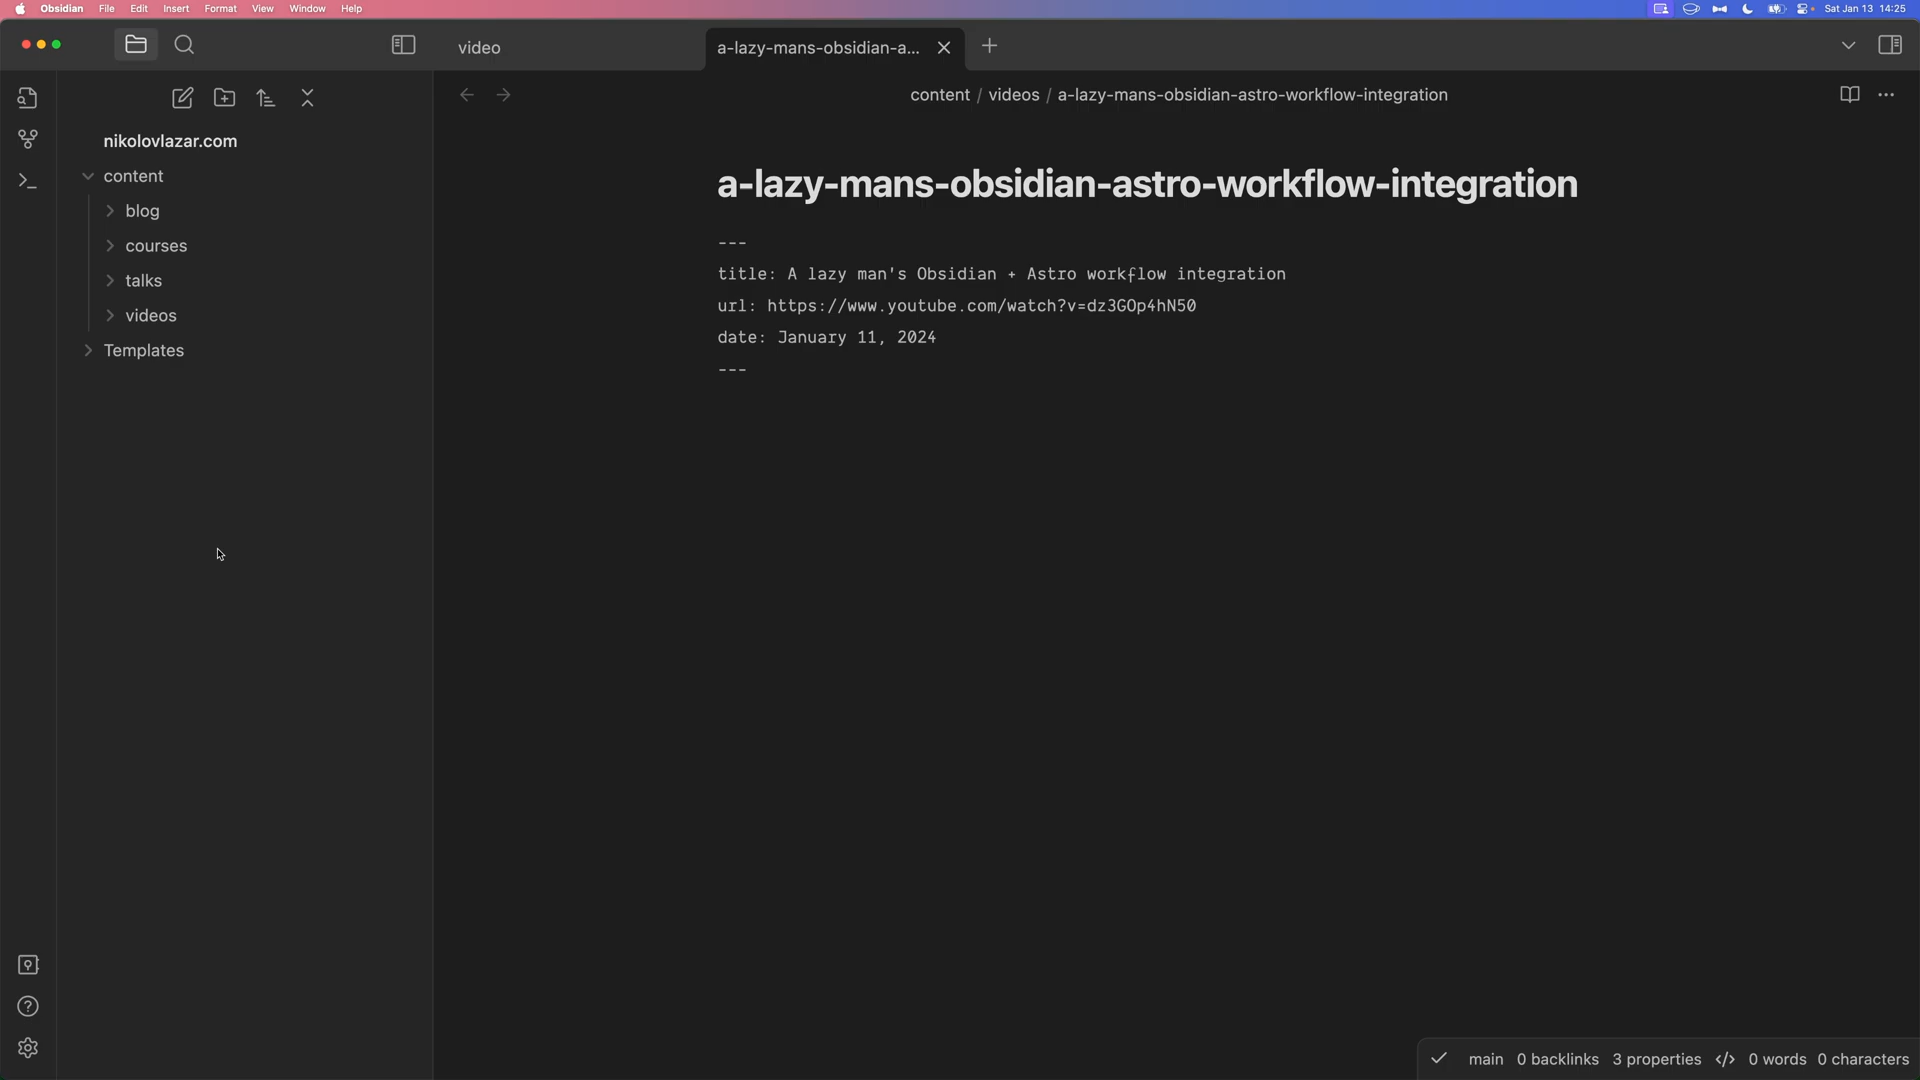 Obsidian File Edit Insert Format View Window Help Sat Jan 13 14:25
video a-lazy-mans-obsidian-a...
content / videos / a-lazy-mans-obsidian-astro-workflow-integration
nikolovlazar.com
content
blog
courses
talks
videos
Templates
a-lazy-mans-obsidian-astro-workflow-integration
---
title: A lazy man's Obsidian + Astro workflow integration
url: https://www.youtube.com/watch?v=dz3GOp4hN50
date: January 11, 2024
---
main 0 backlinks 3 properties </> 0 words 0 characters